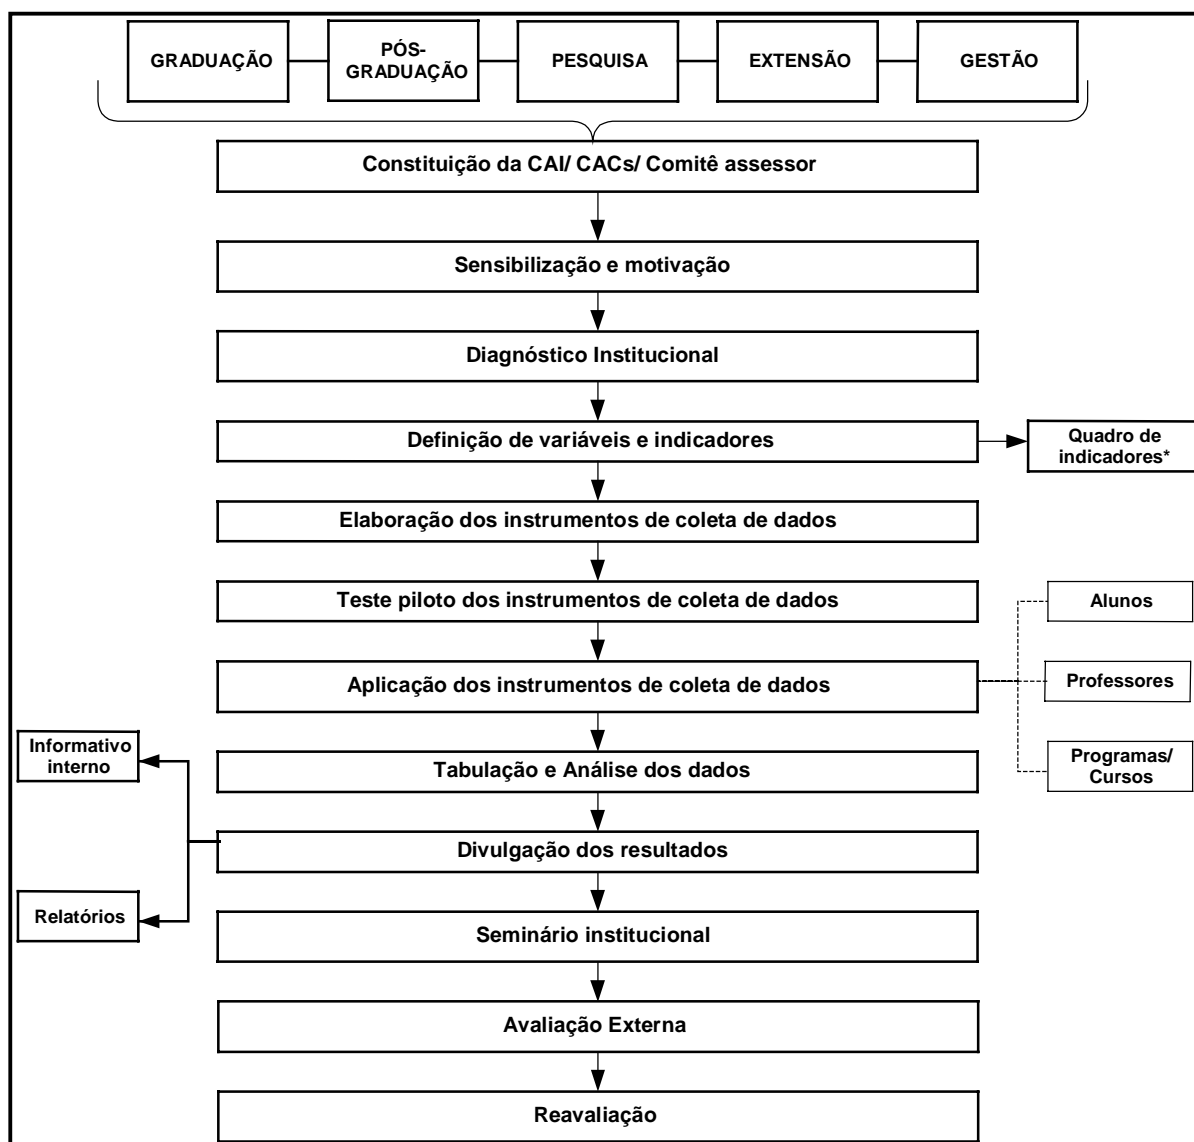 GRADUAÇÃO
PÓS-
GRADUAÇÃO
PESQUISA
EXTENSÃO
GESTÃO
Constituição da CAI/ CACs/ Comitê assessor
Sensibilização e motivação
Diagnóstico Institucional
Definição de variáveis e indicadores
Quadro de
indicadores*
Elaboração dos instrumentos de coleta de dados
Teste piloto dos instrumentos de coleta de dados
Alunos
Aplicação dos instrumentos de coleta de dados
Professores
Informativo
interno
Tabulação e Análise dos dados
Programas/
Cursos
Divulgação dos resultados
Relatórios
Seminário institucional
Avaliação Externa
Reavaliação